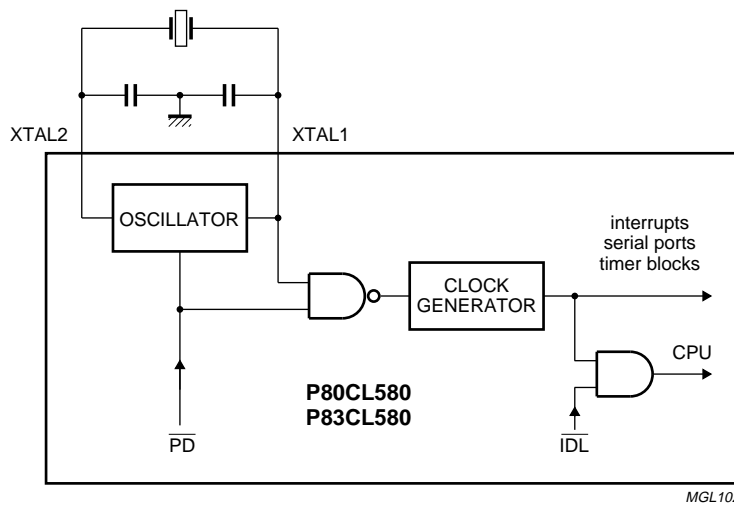 XTAL2
XTAL1
OSCILLATOR
interrupts
serial ports
timer blocks
CLOCK
GENERATOR
CPU
P80CL580
P83CL580
PD
IDL